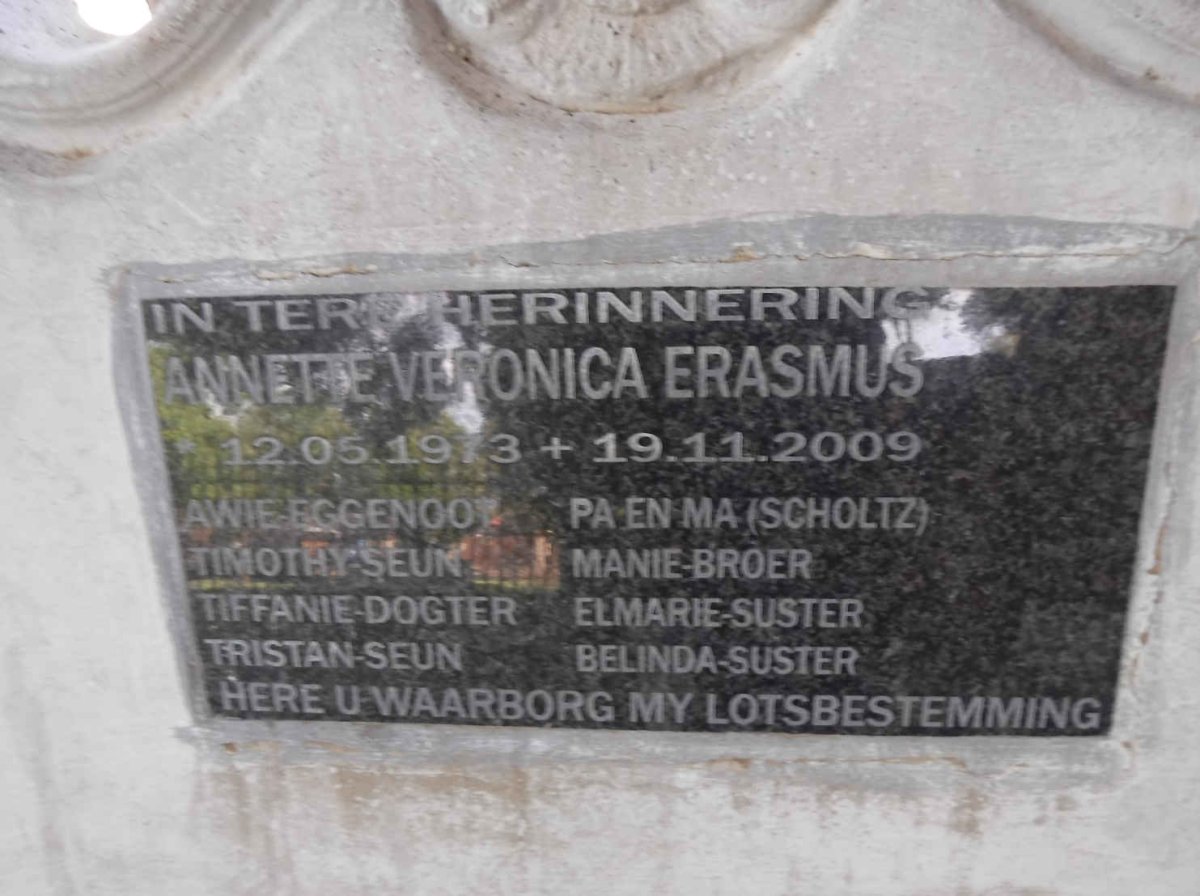 IN TERE HERINNERING
ANNETTE VERONICA ERASMUS
* 12.05.1973 + 19.11.2009
AWIE-EGGENOOT PA EN MA (SCHOLTZ)
TIMOTHY-SEUN MANIE-BROER
TIFFANIE-DOGTER ELMARIE-SUSTER
TRISTAN-SEUN BELINDA-SUSTER
HERE U WAARBORG MY LOTSBESTEMMING